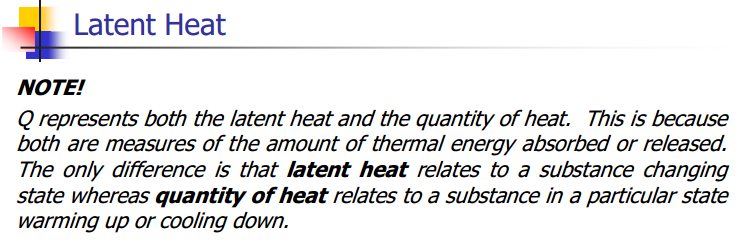 Latent Heat
NOTE!
Q represents both the latent heat and the quantity of heat.  This is because
both are measures of the amount of thermal energy absorbed or released.
The only difference is that latent heat relates to a substance changing
state whereas quantity of heat relates to a substance in a particular state
warming up or cooling down.